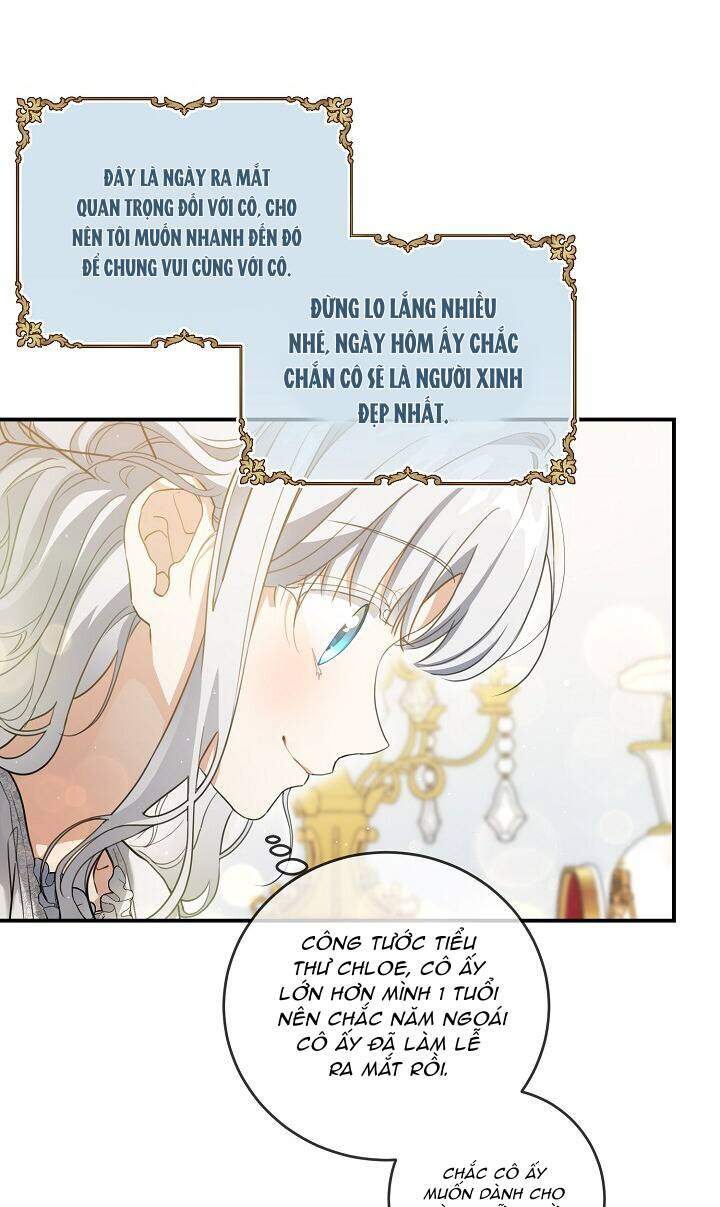 ĐÂY LÀ NGÀY RA MẮT
QUAN TRỌNG ĐỐI VỚI CÔ, CHO
NÊN TÔI MUỐN NHANH ĐẾN ĐÓ
ĐỂ CHUNG VUI CÙNG VỚI CÔ.
ĐỪNG LO LẮNG NHIỀU
NHÉ, NGÀY HÔM ẤY CHẮC
CHẮN CÔ SẼ LÀ NGƯỜI XINH
ĐẸP NHẤT.
CÔNG TƯỚC TIỂU
THƯ CHLOE, CÔ ẤY
LỚN HƠN MÌNH 1 TUỔI
NÊN CHẮC NĂM NGOÁI
CÔ ẤY ĐÃ LÀM LỄ
RA MẮT RỒI.
CHẮC CÔ ẤY
MUỐN DÀNH CHO